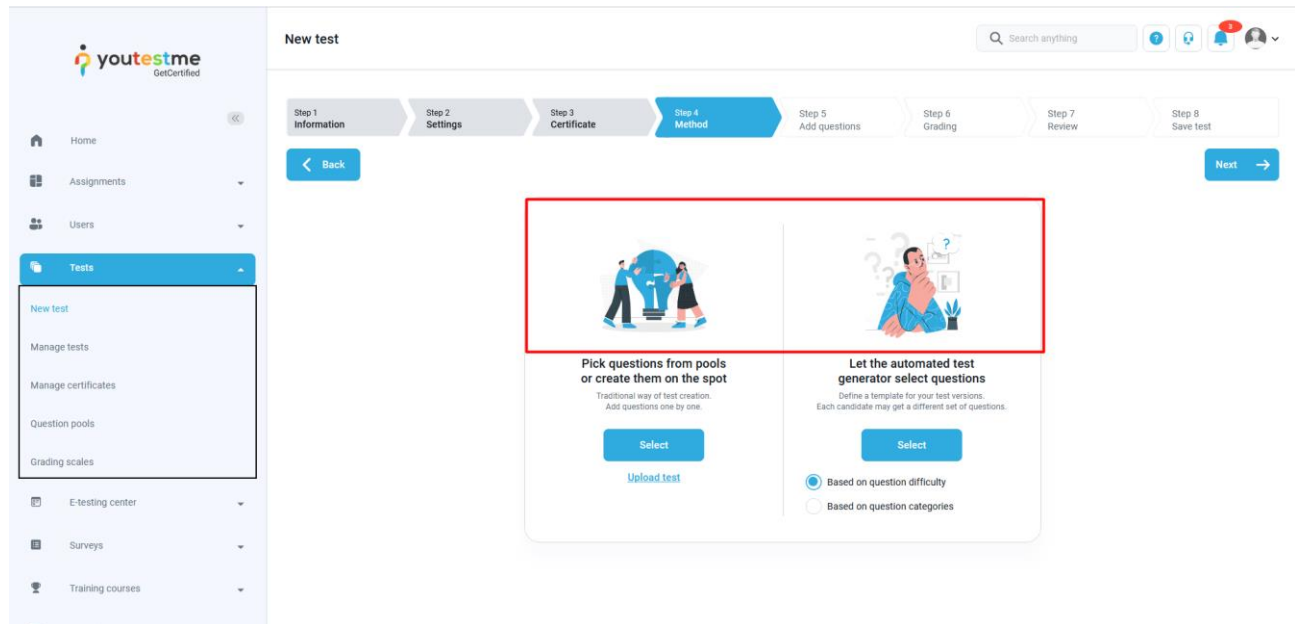 youtestme
GetCertified
New test
Search anything
?
3
Home
Assignments
Users
Tests
New test
Manage tests
Manage certificates
Question pools
Grading scales
E-testing center
Surveys
Training courses
Step 1
Information
Step 2
Settings
Step 3
Certificate
Step 4
Method
Step 5
Add questions
Step 6
Grading
Step 7
Review
Step 8
Save test
Back
Next
Pick questions from pools
or create them on the spot
Traditional way of test creation.
Add questions one by one.
Select
Upload test
Let the automated test
generator select questions
Define a template for your test versions.
Each candidate may get a different set of questions.
Select
Based on question difficulty
Based on question categories